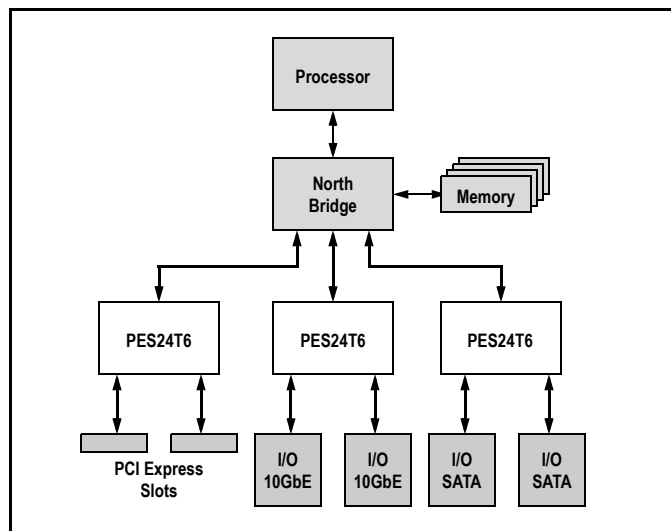 Processor
North
Bridge
Memory
PES24T6
PES24T6
PES24T6
PCI Express
Slots
I/O
10GbE
I/O
10GbE
I/O
SATA
I/O
SATA